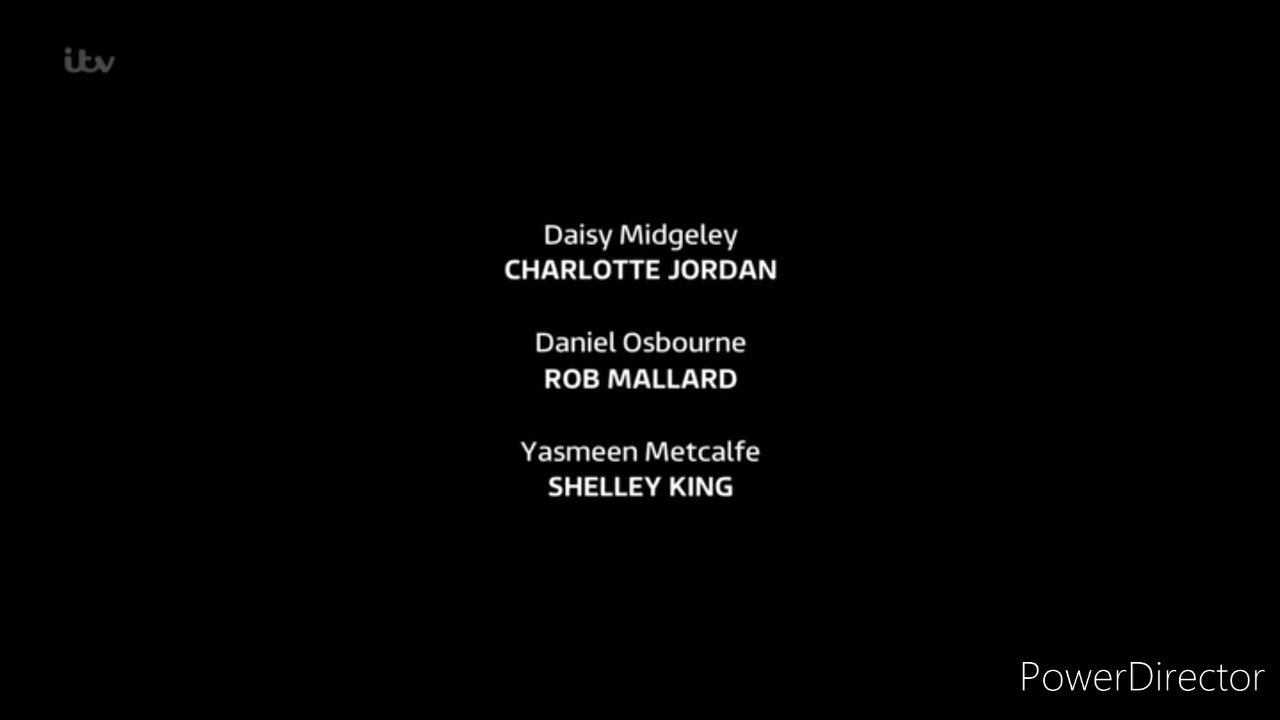 itv
Daisy Midgeley
CHARLOTTE JORDAN
Daniel Osbourne
ROB MALLARD
Yasmeen Metcalfe
SHELLEY KING
PowerDirector